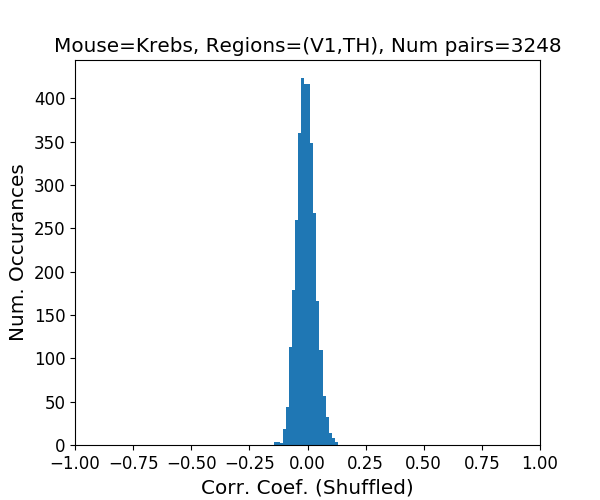 Mouse=Krebs, Regions=(V1,TH), Num pairs=3248
Num. Occurances
400
350
300
250
200
150
100
50
0
−1.00 −0.75 −0.50 −0.25 0.00 0.25 0.50 0.75 1.00
Corr. Coef. (Shuffled)